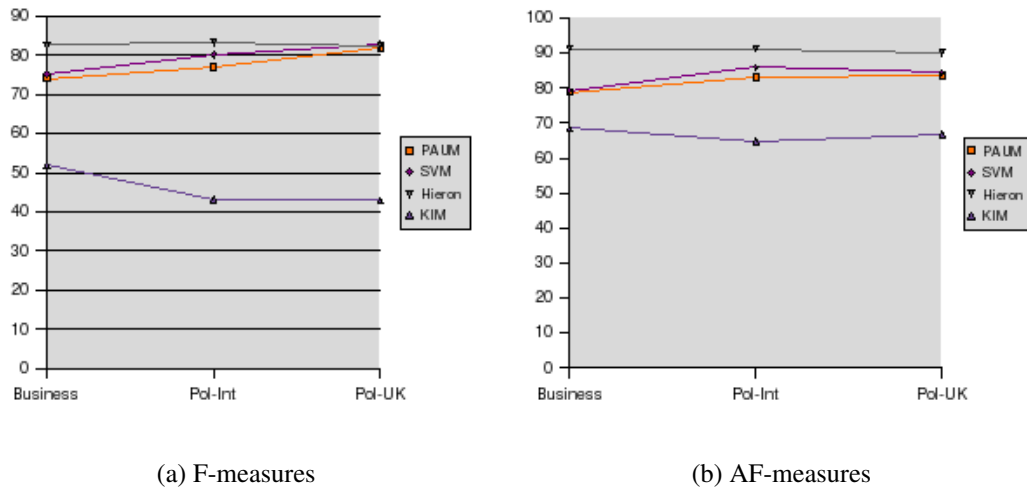 90
80
70
60
50
40
30
20
10
0
Business
Pol-Int
Pol-UK
PAUM
SVM
Hieron
KIM
(a) F-measures
100
90
80
70
60
50
40
30
20
10
0
Business
Pol-Int
Pol-UK
PAUM
SVM
Hieron
KIM
(b) AF-measures